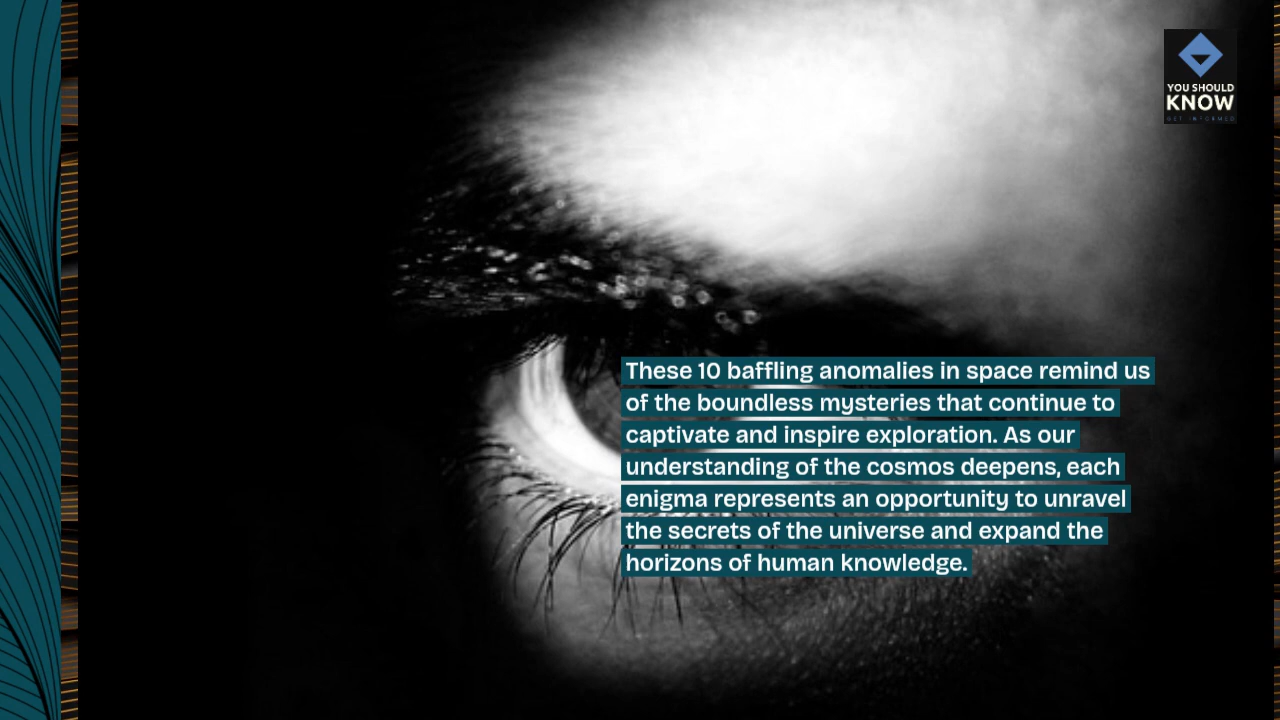 YOU SHOULD
KNOW
GET INFORMED
These 10 baffling anomalies in space remind us
of the boundless mysteries that continue to
captivate and inspire exploration. As our
understanding of the cosmos deepens, each
enigma represents an opportunity to unravel
the secrets of the universe and expand the
horizons of human knowledge.